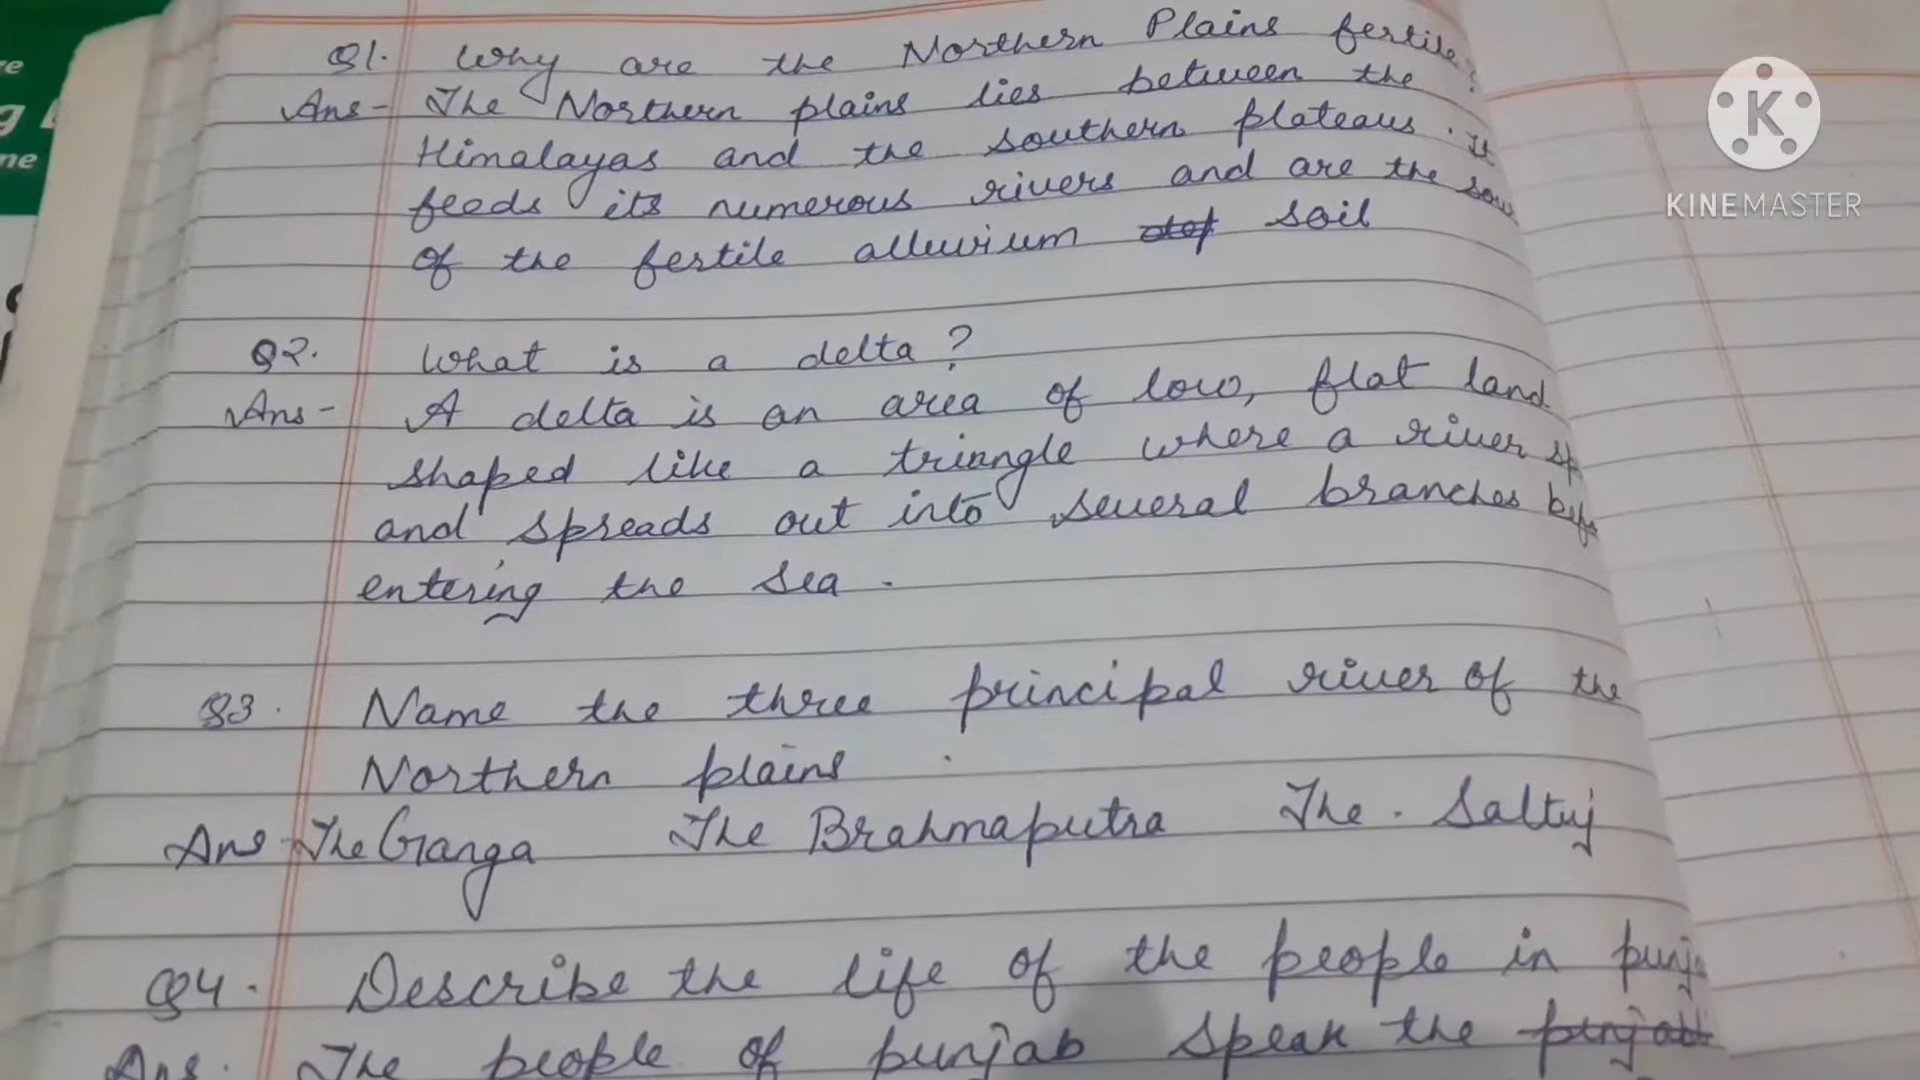 Q1. Why are the Northern Plains fertile?
Ans - The Northern plains lies between the
Himalayas and the southern plateaus. It
feeds its numerous rivers and are the
of the fertile alluvium soil
Q2. What is a delta?
Ans - A delta is an area of low, flat land
shaped like a triangle where a river
and spreads out into several branches
entering the sea.
Q3. Name the three principal river of the
Northern plains
Ans - The Ganga The Brahmaputra The. Saltuj
Q4. Describe the life of the people in
Ans. The people of punjab speak the
K
KINEMASTER